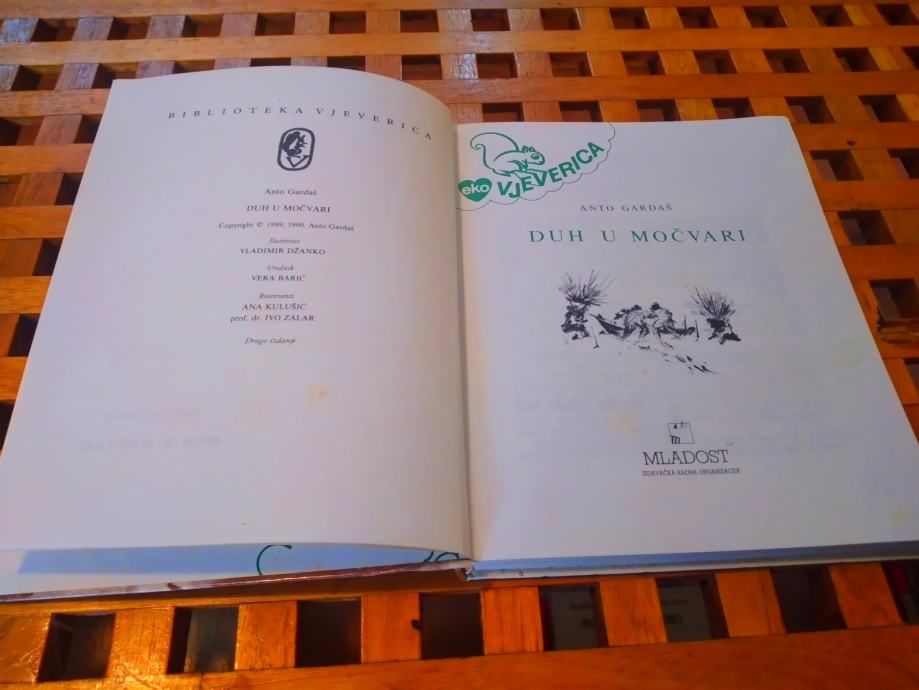 BIBLIOTEKA VJEVERICA
Anto Gardaš
DUH U MOČVARI
Copyright © 1989, 1990. Anto Gardaš
Ilustrirao
VLADIMIR DŽANKO
Urednik
VERA BARIĆ
Recenzenti
ANA KULUŠIĆ
prof. dr. IVO ZALAR
Drugo izdanje
eko VJEVERICA
ANTO GARDAŠ
DUH U MOČVARI
MLADOST
IZDAVAČKA RADNA ORGANIZACIJA